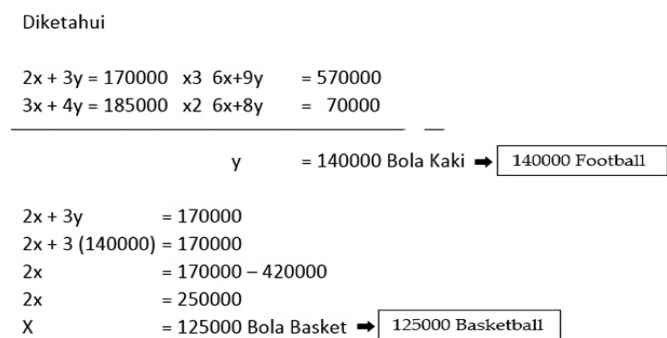 Diketahui
2x + 3y = 170000 x3 6x+9y = 570000
3x + 4y = 185000 x2 6x+8y = 70000
y = 140000 Bola Kaki ➡ 140000 Football
2x + 3y = 170000
2x + 3 (140000) = 170000
2x = 170000 – 420000
2x = 250000
X = 125000 Bola Basket ➡ 125000 Basketball